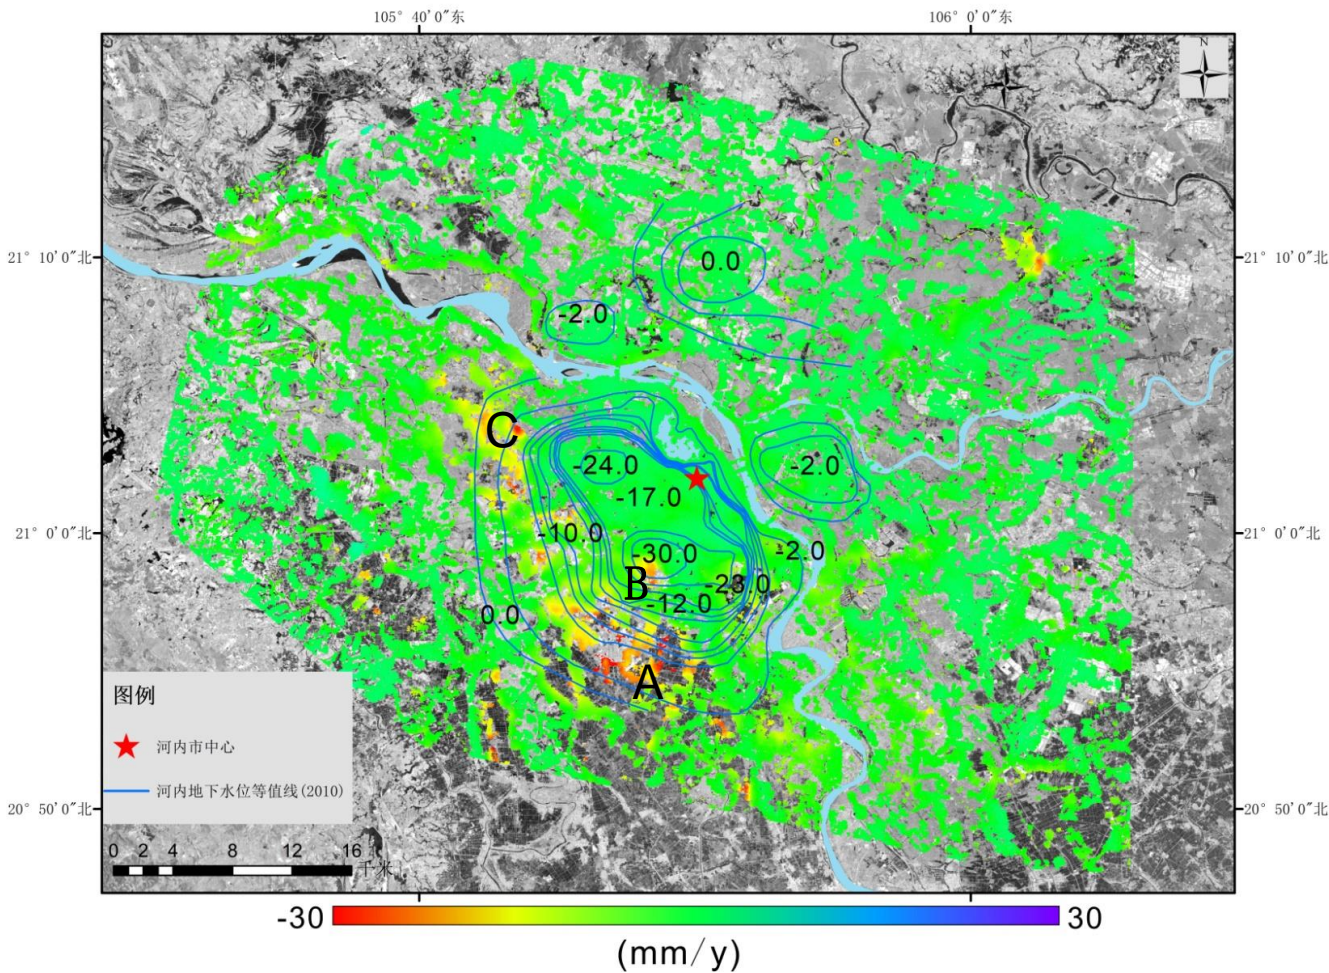 105° 40'0"东
106° 0'0"东
N
21° 10'0"北
21° 10'0"北
0.0
-2.0
C
-24.0
-2.0
-17.0
21° 0'0"北
-10.0
-30.0
-2.0
21° 0'0"北
B
-23.0
-12.0
0.0
A
图例
河内市中心
河内地下水位等值线(2010)
20° 50'0"北
20° 50'0"北
0 2 4 8 12 16
千米
-30
30
(mm/y)